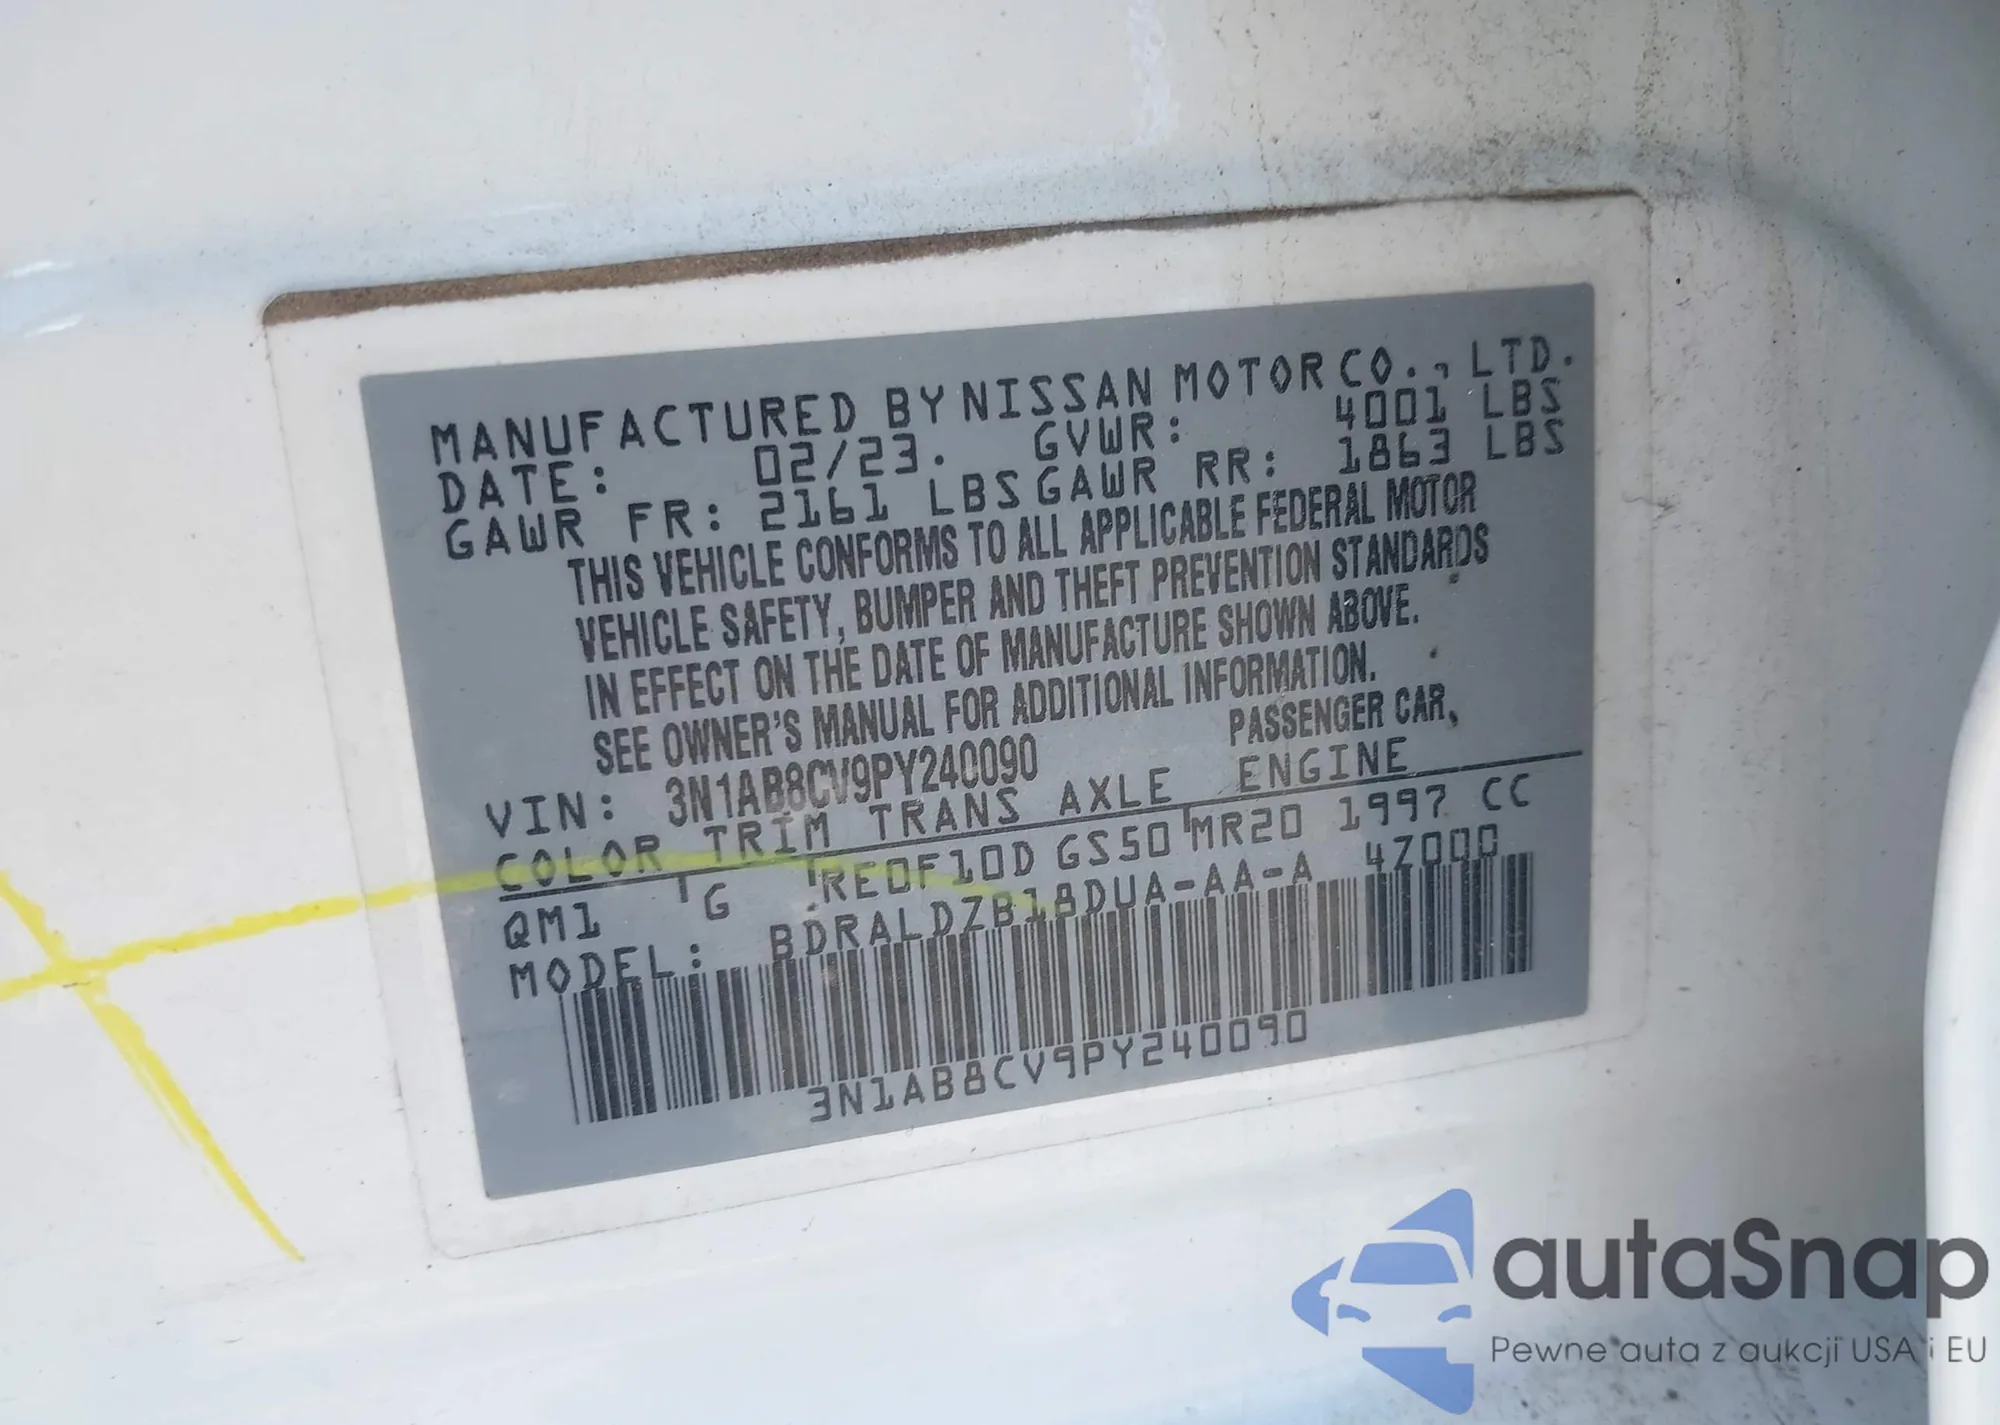 MANUFACTURED BY NISSAN MOTOR CO., LTD.
DATE: 02/23. GVWR: 4001 LBS
GAWR FR: 2161 LBS GAWR RR: 1863 LBS
THIS VEHICLE CONFORMS TO ALL APPLICABLE FEDERAL MOTOR
VEHICLE SAFETY, BUMPER AND THEFT PREVENTION STANDARDS
IN EFFECT ON THE DATE OF MANUFACTURE SHOWN ABOVE.
SEE OWNER'S MANUAL FOR ADDITIONAL INFORMATION.
VIN: 3N1AB8CV9PY240090 PASSENGER CAR.
COLOR TRIM TRANS AXLE ENGINE
QM1 G RE0F10D GS50 MR20 1997 CC
MODEL: BDRALDZB18DUA-AA-A 4Z000
3N1AB8CV9PY240090
autaSnap
Pewne auta z aukcji USA i EU